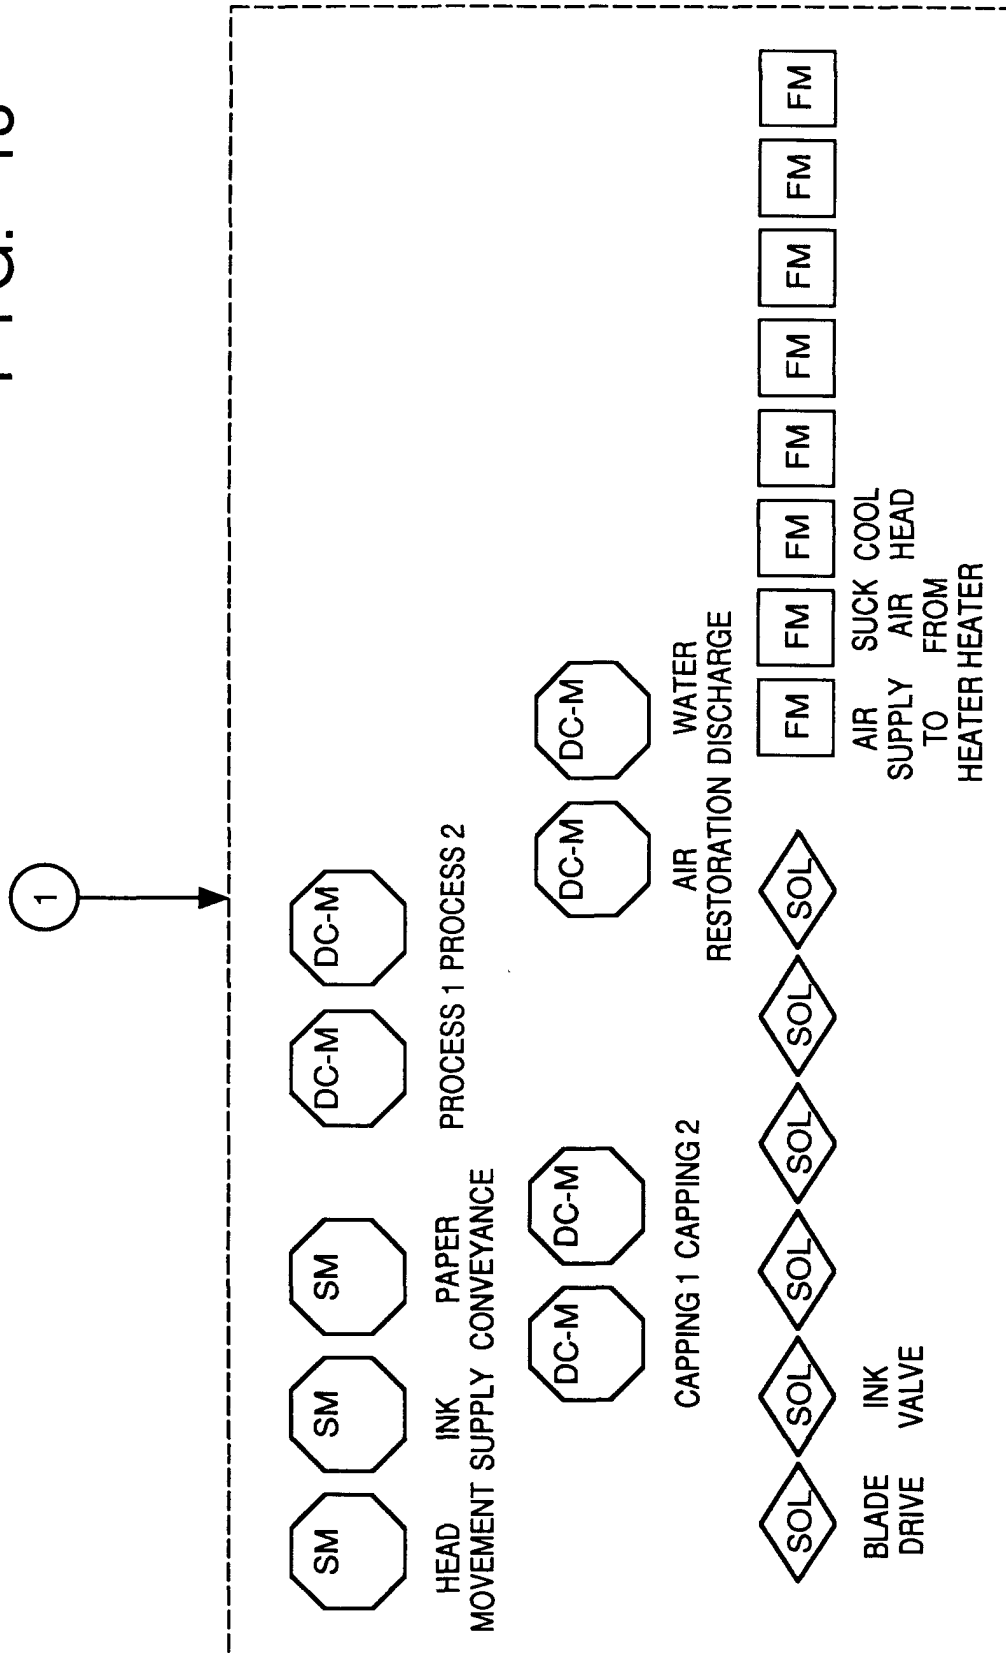 FIG.
1
SM SM SM DC-M DC-M
HEAD INK PAPER PROCESS 1 PROCESS 2
MOVEMENT SUPPLY CONVEYANCE
DC-M DC-M DC-M DC-M
CAPPING 1 CAPPING 2 AIR WATER
RESTORATION DISCHARGE
SOL SOL SOL SOL SOL SOL FM FM FM FM FM FM FM FM
BLADE INK AIR SUCK COOL
DRIVE VALVE SUPPLY AIR HEAD
TO FROM
HEATER HEATER